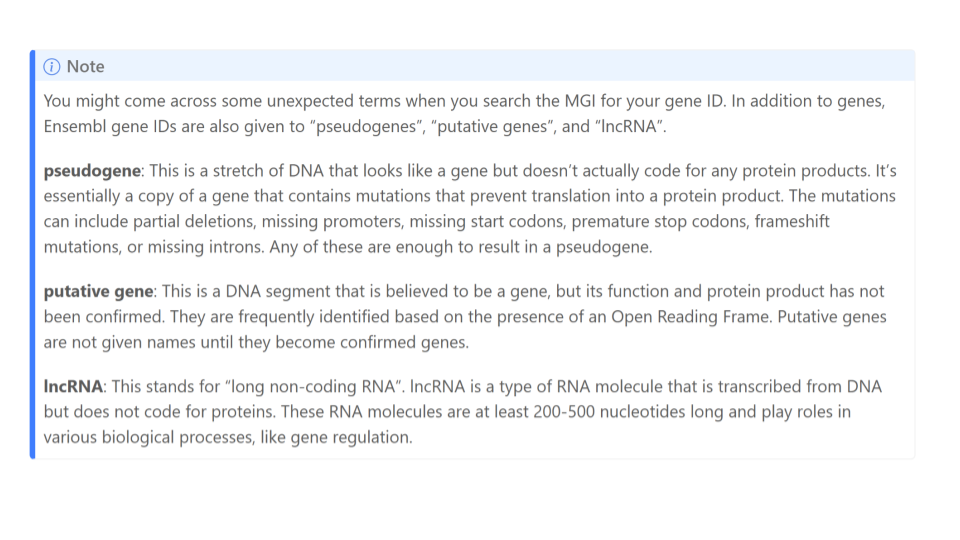 Note
You might come across some unexpected terms when you search the MGI for your gene ID. In addition to genes,
Ensembl gene IDs are also given to “pseudogenes”, “putative genes”, and “lncRNA”.
pseudogene: This is a stretch of DNA that looks like a gene but doesn’t actually code for any protein products. It’s
essentially a copy of a gene that contains mutations that prevent translation into a protein product. The mutations
can include partial deletions, missing promoters, missing start codons, premature stop codons, frameshift
mutations, or missing introns. Any of these are enough to result in a pseudogene.
putative gene: This is a DNA segment that is believed to be a gene, but its function and protein product has not
been confirmed. They are frequently identified based on the presence of an Open Reading Frame. Putative genes
are not given names until they become confirmed genes.
lncRNA: This stands for “long non-coding RNA”. lncRNA is a type of RNA molecule that is transcribed from DNA
but does not code for proteins. These RNA molecules are at least 200-500 nucleotides long and play roles in
various biological processes, like gene regulation.